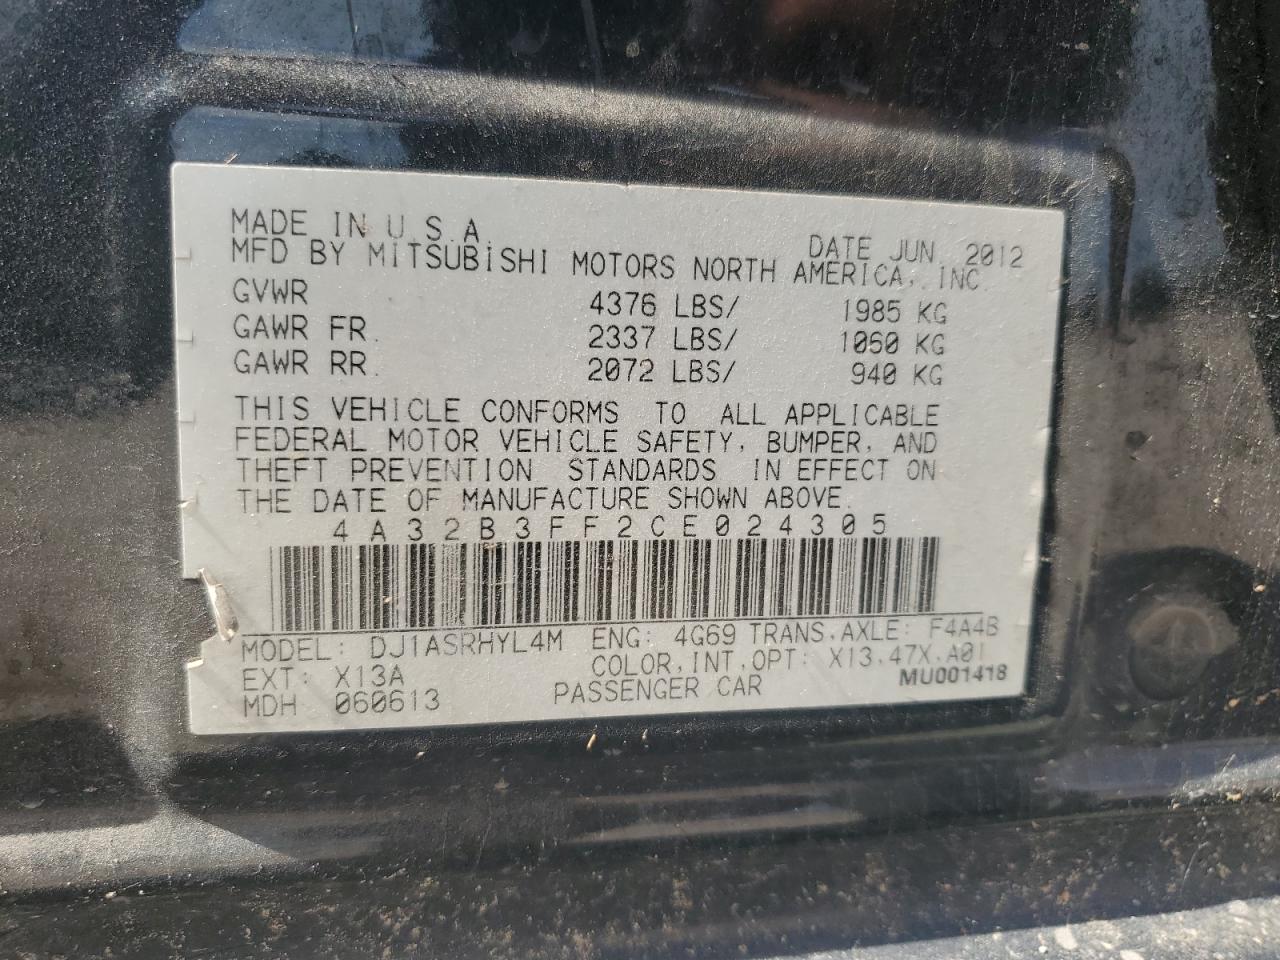 MADE IN U.S.A. DATE JUN. 2012
MFD BY MITSUBISHI MOTORS NORTH AMERICA, INC.
GVWR 4376 LBS/ 1985 KG
GAWR FR. 2337 LBS/ 1060 KG
GAWR RR. 2072 LBS/ 940 KG
THIS VEHICLE CONFORMS TO ALL APPLICABLE
FEDERAL MOTOR VEHICLE SAFETY, BUMPER, AND
THEFT PREVENTION STANDARDS IN EFFECT ON
THE DATE OF MANUFACTURE SHOWN ABOVE.
4A32B3FF2CE024305
MODEL: DJ1ASRHYL4M ENG: 4G69 TRANS,AXLE: F4A4B
EXT: X13A COLOR,INT,OPT: X13,47X,A01
MDH 060613 PASSENGER CAR MU001418